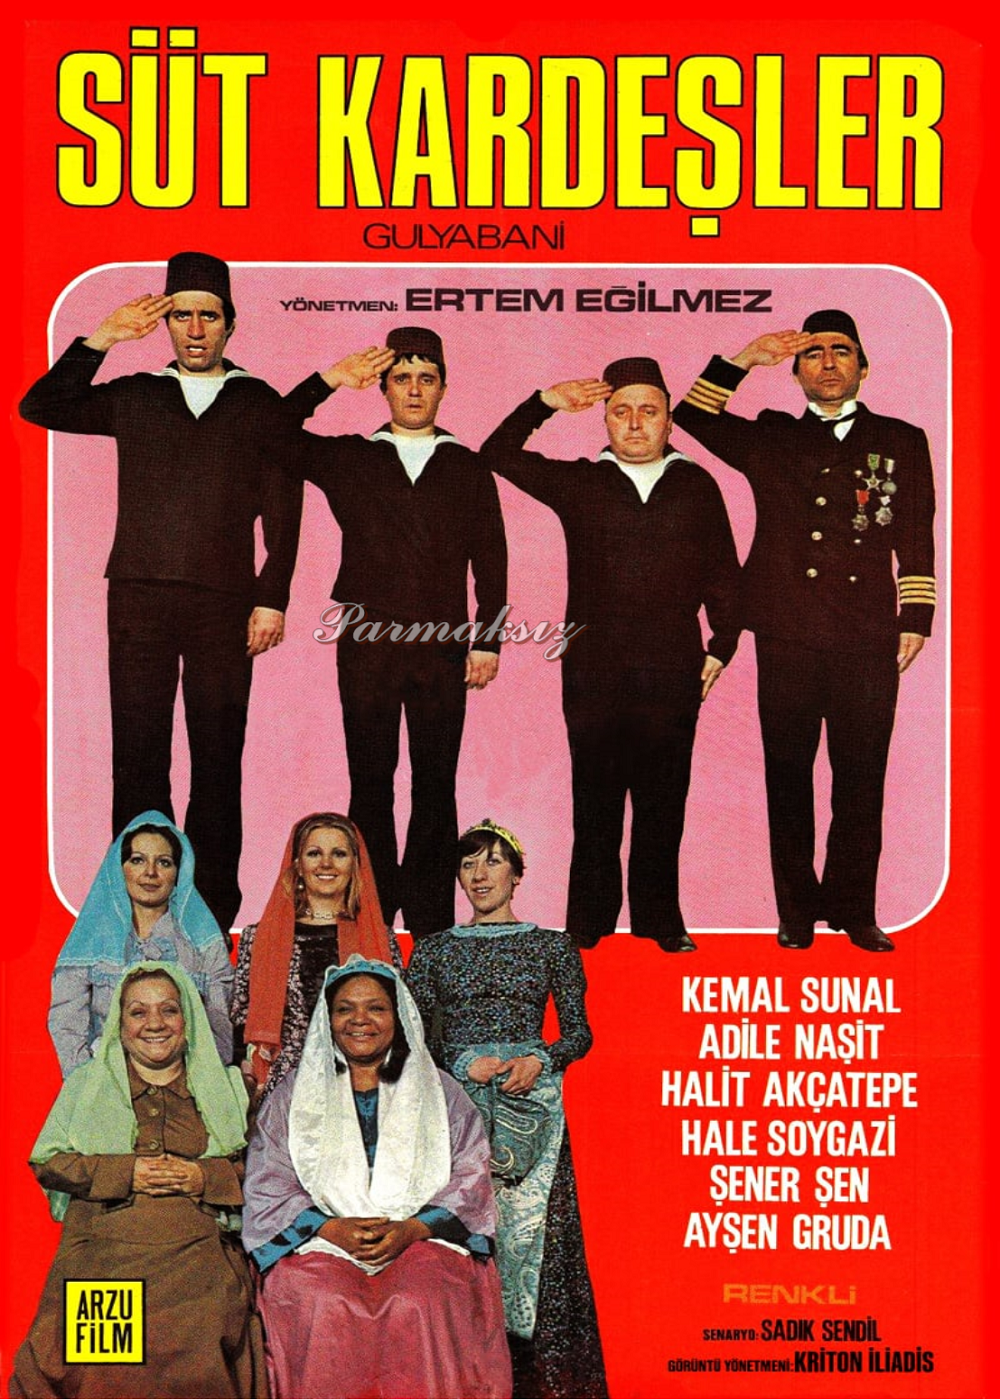 SÜT KARDEŞLER
GULYABANİ
YÖNETMEN: ERTEM EĞİLMEZ
Parmaksız
KEMAL SUNAL
ADİLE NAŞİT
HALİT AKÇATEPE
HALE SOYGAZİ
ŞENER ŞEN
AYŞEN GRUDA
RENKLİ
SENARYO: SADIK SENDİL
GÖRÜNTÜ YÖNETMENİ: KRİTON İLİADİS
ARZU
FİLM